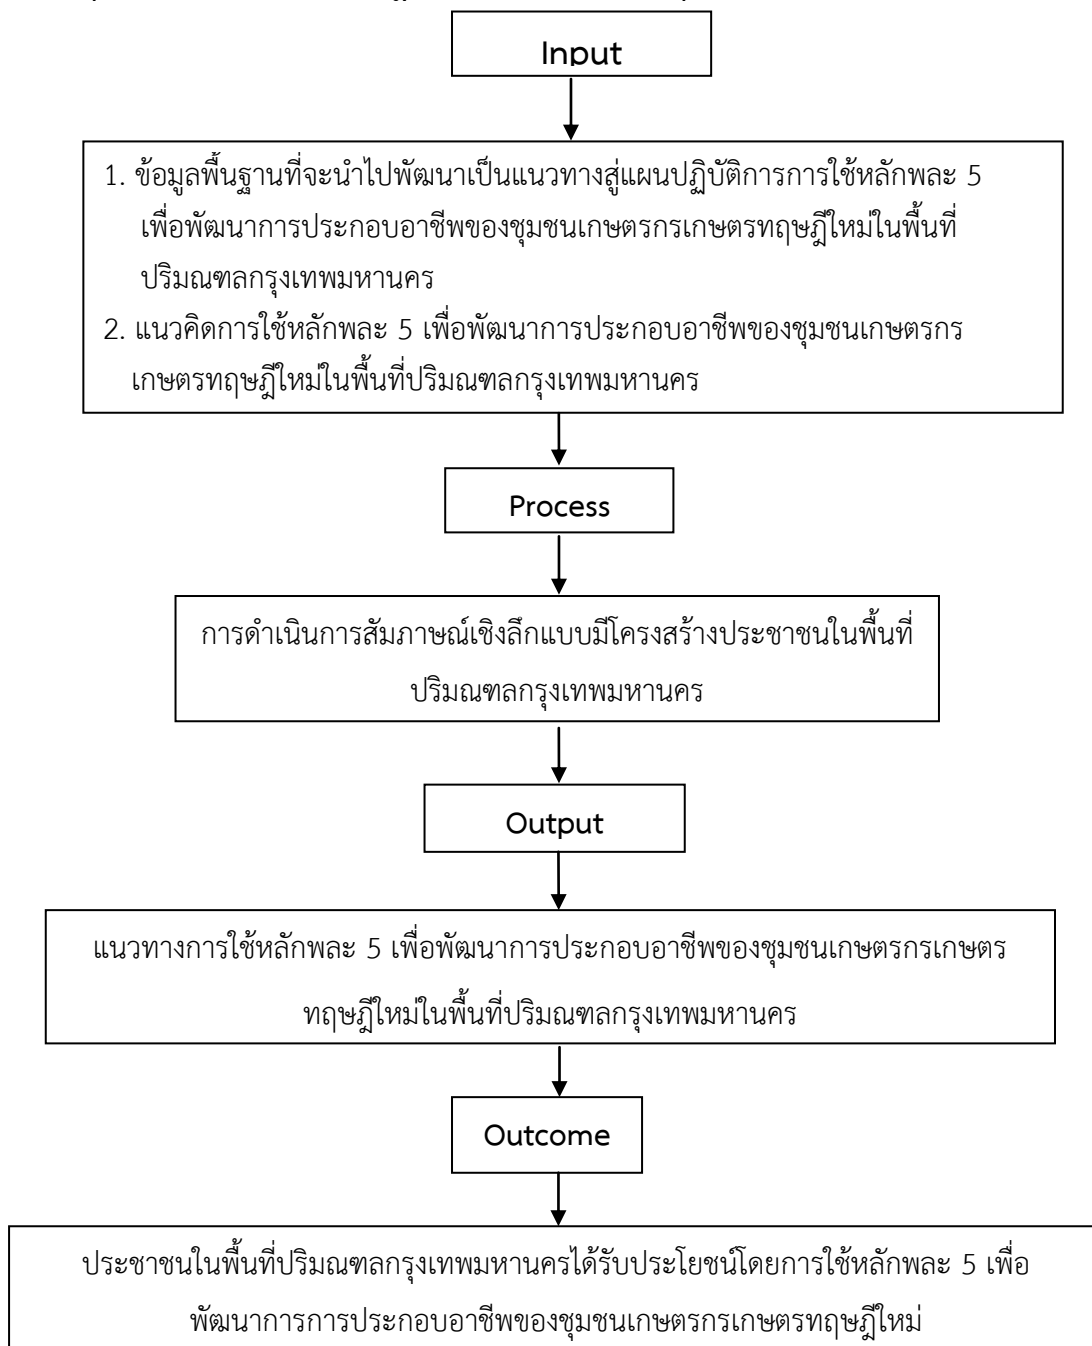 Input
1. ข้อมูลพื้นฐานที่จะนำไปพัฒนาเป็นแนวทางสู่แผนปฏิบัติการการใช้หลักพละ 5
เพื่อพัฒนาการประกอบอาชีพของชุมชนเกษตรกรเกษตรทฤษฎีใหม่ในพื้นที่
ปริมณฑลกรุงเทพมหานคร
2. แนวคิดการใช้หลักพละ 5 เพื่อพัฒนาการประกอบอาชีพของชุมชนเกษตรกร
เกษตรทฤษฎีใหม่ในพื้นที่ปริมณฑลกรุงเทพมหานคร
Process
การดำเนินการสัมภาษณ์เชิงลึกแบบมีโครงสร้างประชาชนในพื้นที่
ปริมณฑลกรุงเทพมหานคร
Output
แนวทางการใช้หลักพละ 5 เพื่อพัฒนาการประกอบอาชีพของชุมชนเกษตรกรเกษตร
ทฤษฎีใหม่ในพื้นที่ปริมณฑลกรุงเทพมหานคร
Outcome
ประชาชนในพื้นที่ปริมณฑลกรุงเทพมหานครได้รับประโยชน์โดยการใช้หลักพละ 5 เพื่อ
พัฒนาการการประกอบอาชีพของชุมชนเกษตรกรเกษตรทฤษฎีใหม่